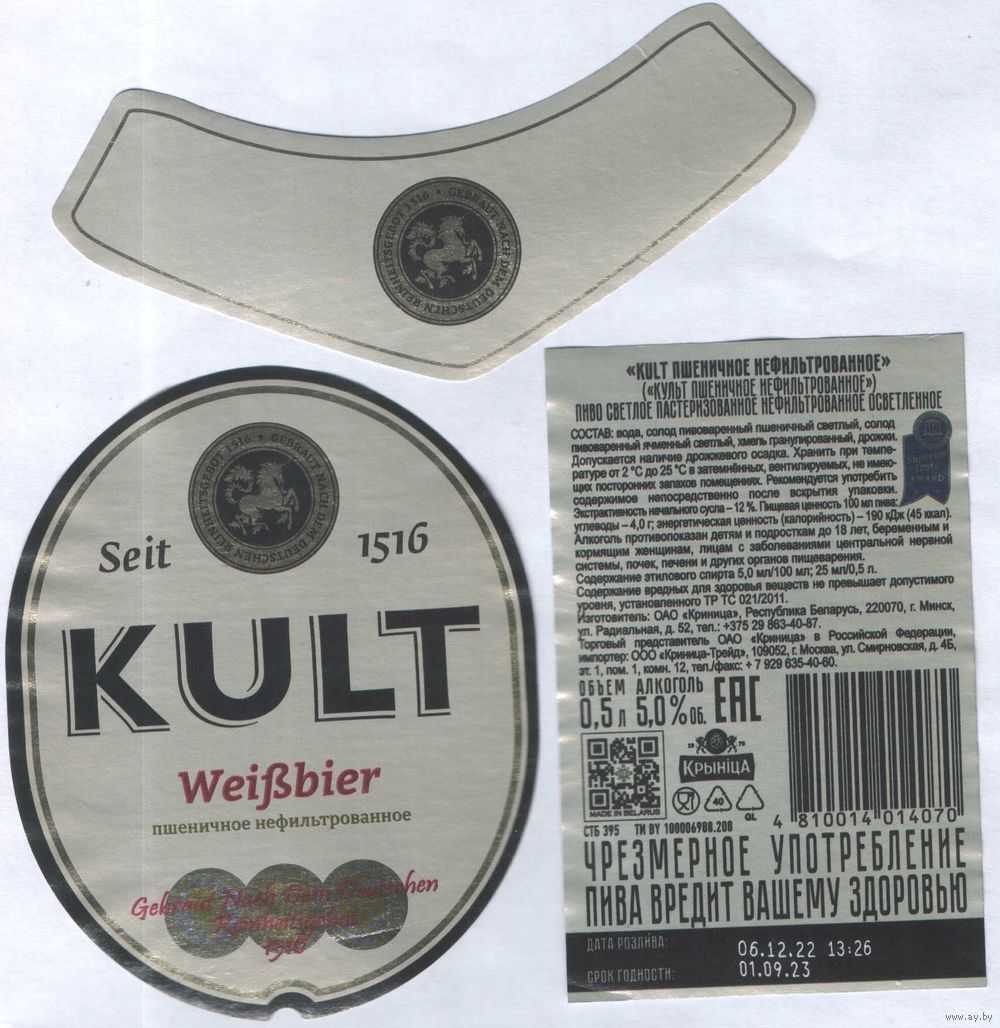 GEBRAUT NACH DEM DEUTSCHEN REINHEITSGEBOT 1516
GEBRAUT NACH DEM DEUTSCHEN REINHEITSGEBOT 1516
Seit 1516
KULT
Weißbier
пшеничное нефильтрованное
Gebraut Nach Dem Deutschen
Reinheitsgebot
1516
«KULT ПШЕНИЧНОЕ НЕФИЛЬТРОВАННОЕ»
(«КУЛЬТ ПШЕНИЧНОЕ НЕФИЛЬТРОВАННОЕ»)
ПИВО СВЕТЛОЕ ПАСТЕРИЗОВАННОЕ НЕФИЛЬТРОВАННОЕ ОСВЕТЛЕННОЕ
СОСТАВ: вода, солод пивоваренный пшеничный светлый, солод
пивоваренный ячменный светлый, хмель гранулированный, дрожжи.
Допускается наличие дрожжевого осадка. Хранить при темпе-
ратуре от 2 °С до 25 °С в затемнённых, вентилируемых, не имею-
щих посторонних запахов помещениях. Рекомендуется употребить
содержимое непосредственно после вскрытия упаковки.
Экстрактивность начального сусла – 12 %. Пищевая ценность 100 мл пива:
углеводы – 4,0 г; энергетическая ценность (калорийность) – 190 кДж (45 ккал).
Алкоголь противопоказан детям и подросткам до 18 лет, беременным и
кормящим женщинам, лицам с заболеваниями центральной нервной
системы, почек, печени и других органов пищеварения.
Содержание этилового спирта 5,0 мл/100 мл; 25 мл/0,5 л.
Содержание вредных для здоровья веществ не превышает допустимого
уровня, установленного ТР ТС 021/2011.
Изготовитель: ОАО «Криница», Республика Беларусь, 220070, г. Минск,
ул. Радиальная, д. 52, тел.: +375 29 863-40-87.
Торговый представитель ОАО «Криница» в Российской Федерации,
импортер: ООО «Криница-Трейд», 109052, г. Москва, ул. Смирновская, д. 4Б,
эт. 1, пом. 1, комн. 12, тел./факс: + 7 929 635-40-60.
Superior
taste
AWARD
ОБЪЕМ АЛКОГОЛЬ
0,5 л 5,0% об. EAC
19 75
КРЫНІЦА
MADE IN BELARUS
40
GL
СТБ 395 ТИ BY 100006988.208
4 810014 014070
ЧРЕЗМЕРНОЕ УПОТРЕБЛЕНИЕ
ПИВА ВРЕДИТ ВАШЕМУ ЗДОРОВЬЮ
ДАТА РОЗЛИВА: 06.12.22 13:26
СРОК ГОДНОСТИ: 01.09.23
www.ay.by